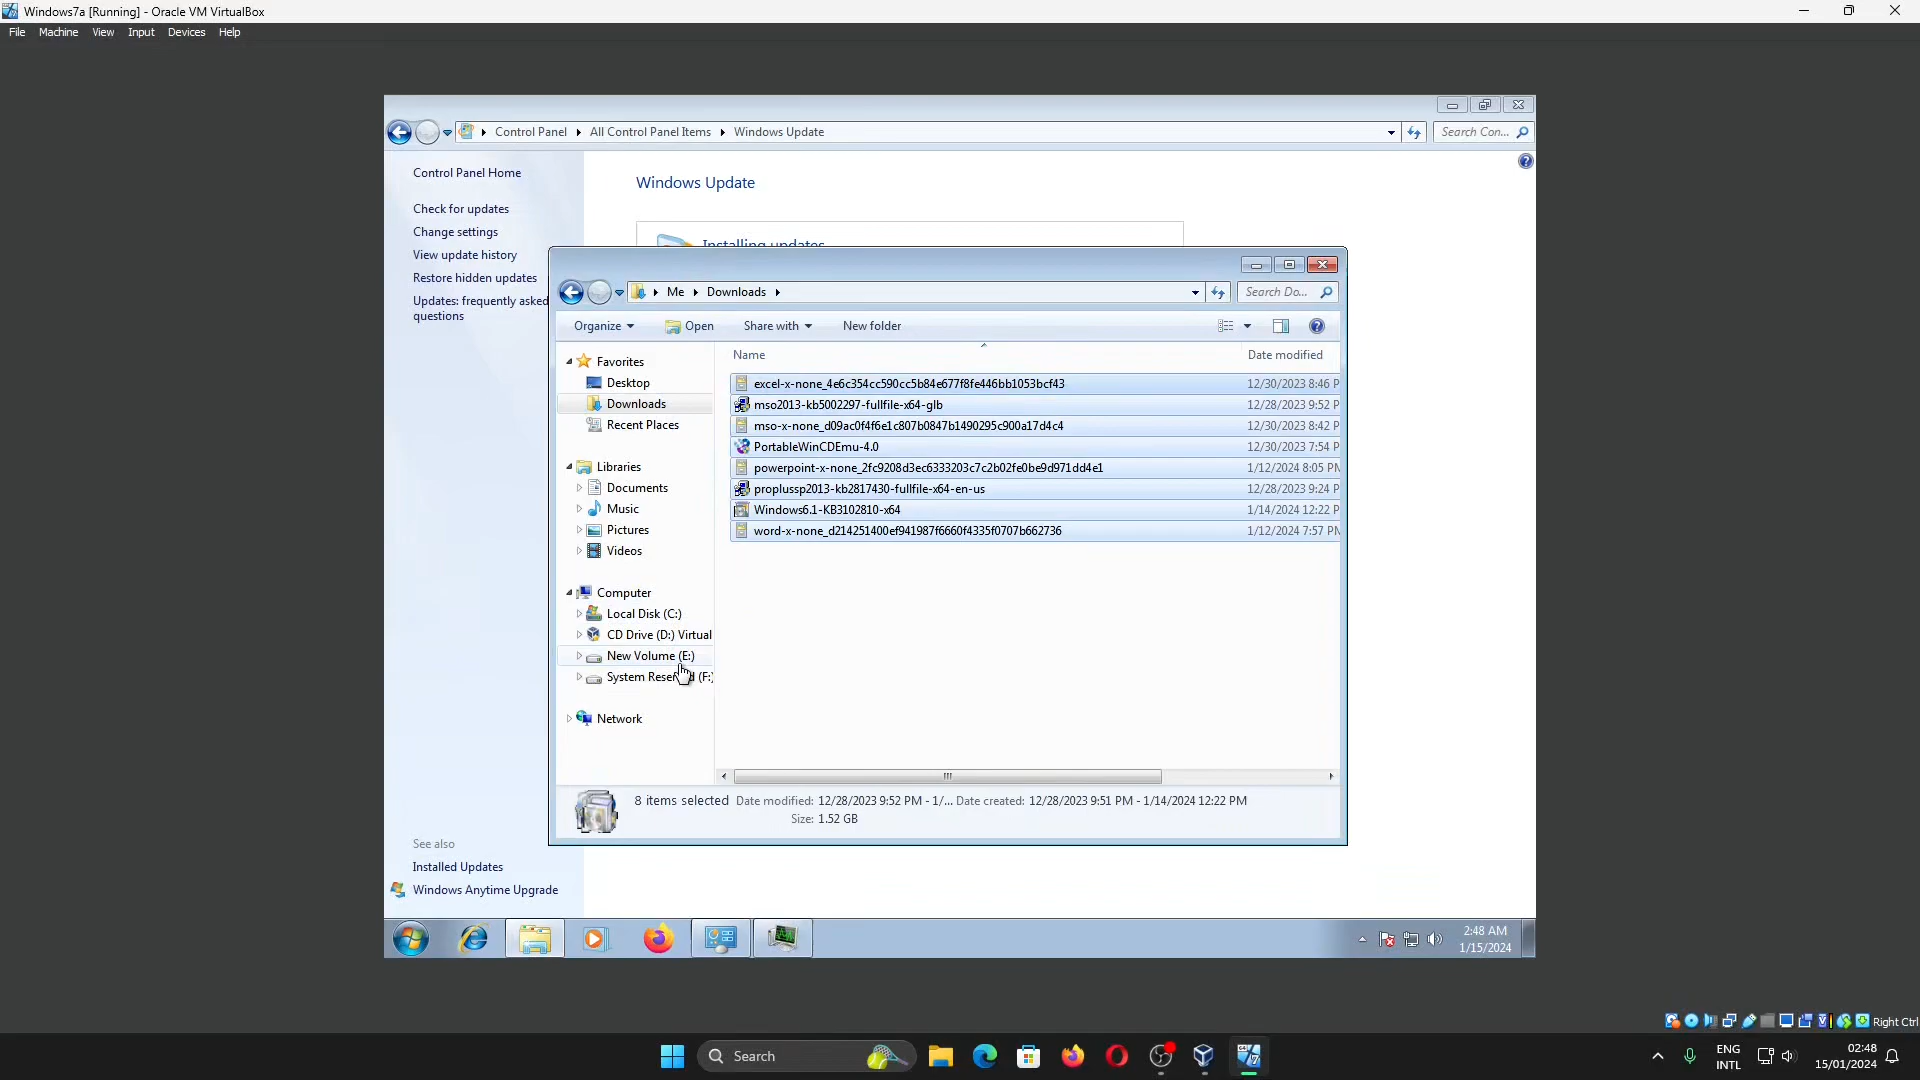 Windows7a [Running] - Oracle VM VirtualBox
File Machine View Input Devices Help
Control Panel All Control Panel Items Windows Update
Search Con...
Control Panel Home
Check for updates
Change settings
View update history
Restore hidden updates
Updates: frequently asked
questions
Windows Update
Installing updates
Me Downloads
Search Do...
Organize Open Share with New folder
Name Date modified
Favorites
Desktop
Downloads
Recent Places
Libraries
Documents
Music
Pictures
Videos
Computer
Local Disk (C:)
CD Drive (D:) Virtual
New Volume (E:)
System Reserved (F:)
Network
excel-x-none_4e6c354cc590cc5b84e677f8fe446bb1053bcf43 12/30/2023 8:46 P
mso2013-kb5002297-fullfile-x64-glb 12/28/2023 9:52 P
mso-x-none_d09ac0f4f6e1c807b0847b1490295c900a17d4c4 12/30/2023 8:42 P
PortableWinCDEmu-4.0 12/30/2023 7:54 P
powerpoint-x-none_2fc9208d3ec6333203c7c2b02fe0be9d971dd4e1 1/12/2024 8:05 PM
proplussp2013-kb2817430-fullfile-x64-en-us 12/28/2023 9:24 P
Windows6.1-KB3102810-x64 1/14/2024 12:22 P
word-x-none_d214251400ef941987f6660f4335f0707b662736 1/12/2024 7:57 PM
8 items selected Date modified: 12/28/2023 9:52 PM - 1/... Date created: 12/28/2023 9:51 PM - 1/14/2024 12:22 PM
Size: 1.52 GB
See also
Installed Updates
Windows Anytime Upgrade
2:48 AM
1/15/2024
Right Ctrl
Search
ENG
INTL
02:48
15/01/2024